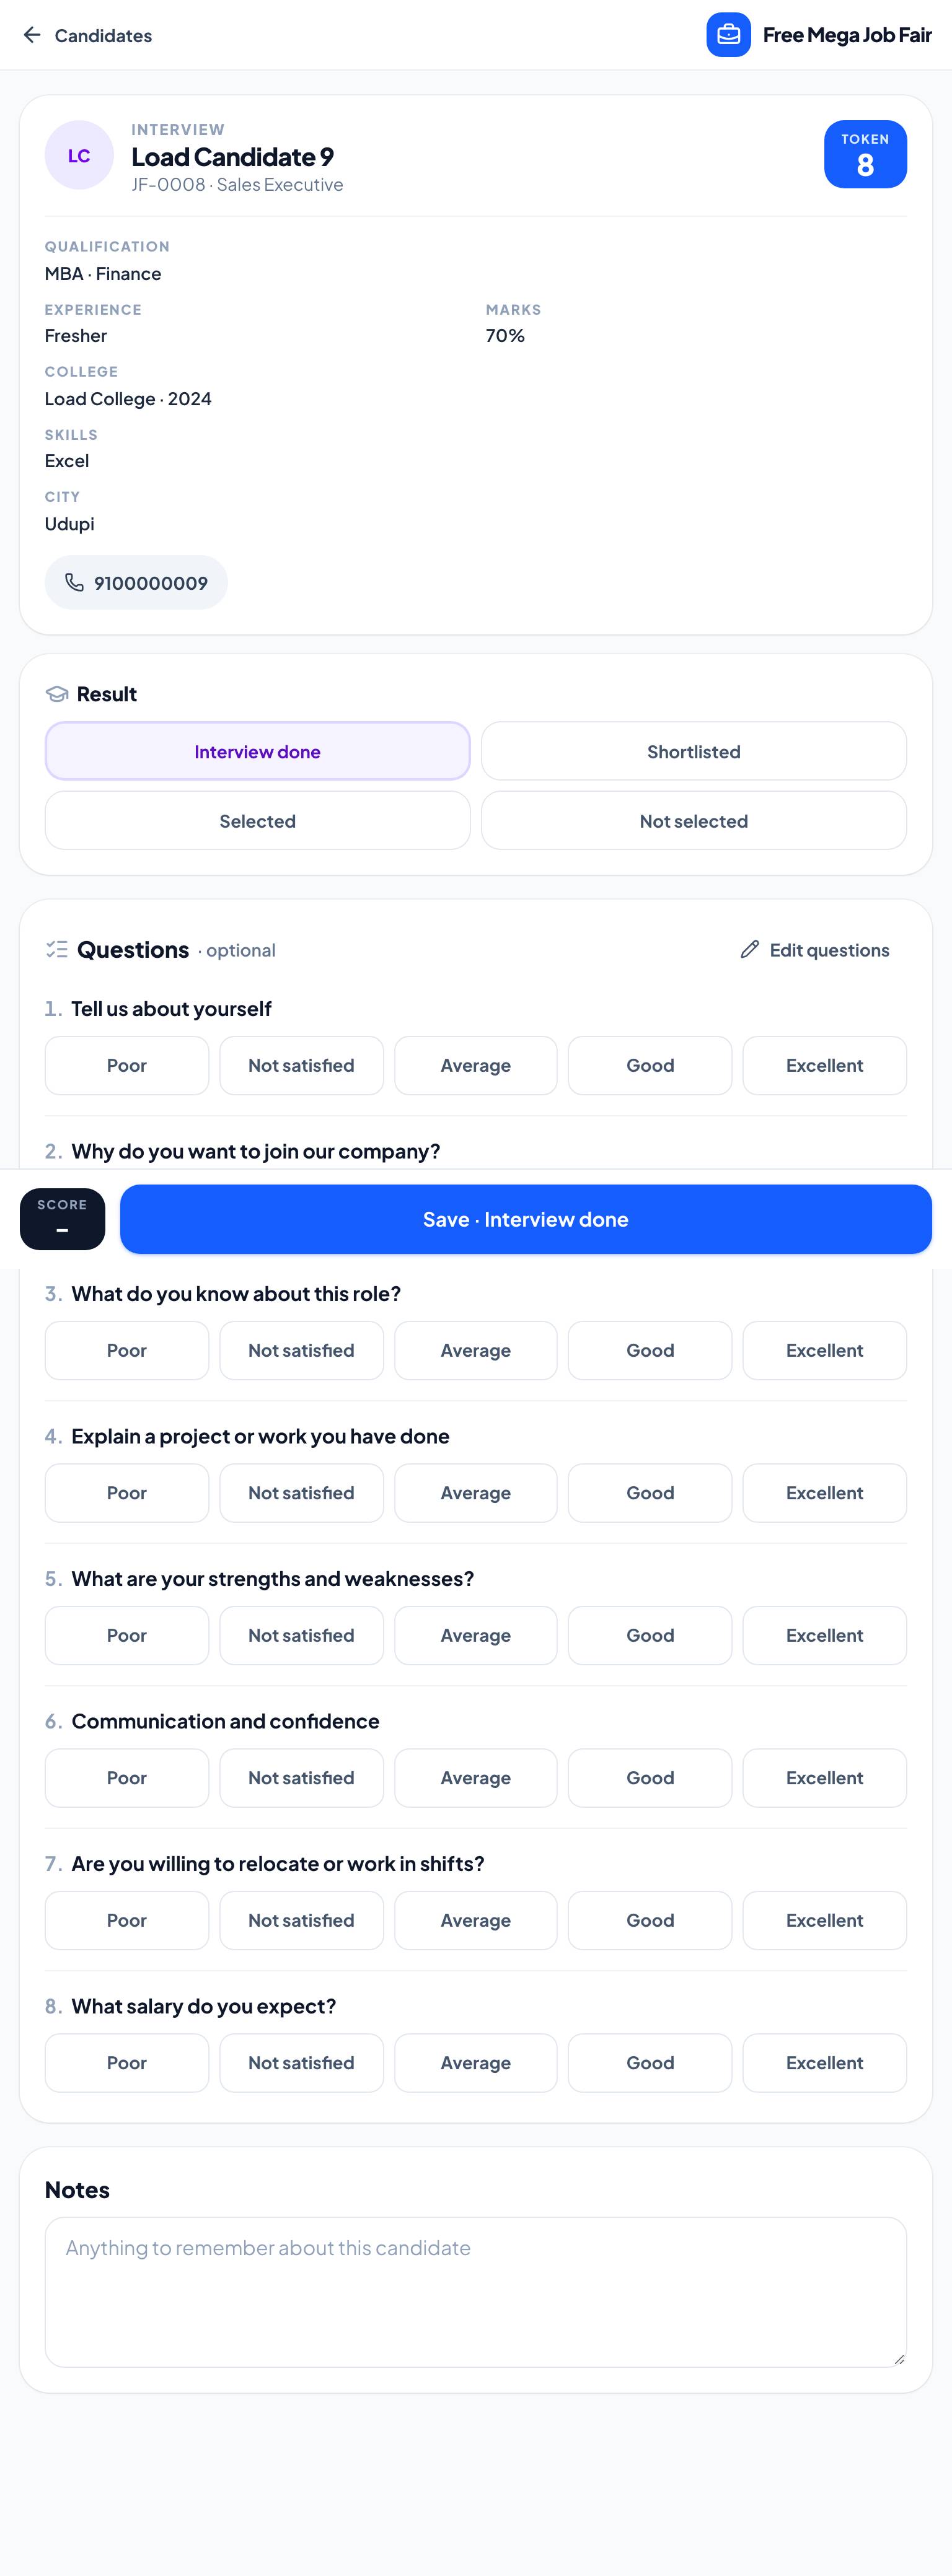 Candidates
Free Mega Job Fair
LC
INTERVIEW
Load Candidate 9
JF-0008 · Sales Executive
TOKEN
8
QUALIFICATION
MBA · Finance
EXPERIENCE
Fresher
MARKS
70%
COLLEGE
Load College · 2024
SKILLS
Excel
CITY
Udupi
9100000009
Result
Interview done
Shortlisted
Selected
Not selected
Questions · optional
Edit questions
1. Tell us about yourself
Poor Not satisfied Average Good Excellent
2. Why do you want to join our company?
SCORE
–
Save · Interview done
3. What do you know about this role?
Poor Not satisfied Average Good Excellent
4. Explain a project or work you have done
Poor Not satisfied Average Good Excellent
5. What are your strengths and weaknesses?
Poor Not satisfied Average Good Excellent
6. Communication and confidence
Poor Not satisfied Average Good Excellent
7. Are you willing to relocate or work in shifts?
Poor Not satisfied Average Good Excellent
8. What salary do you expect?
Poor Not satisfied Average Good Excellent
Notes
Anything to remember about this candidate